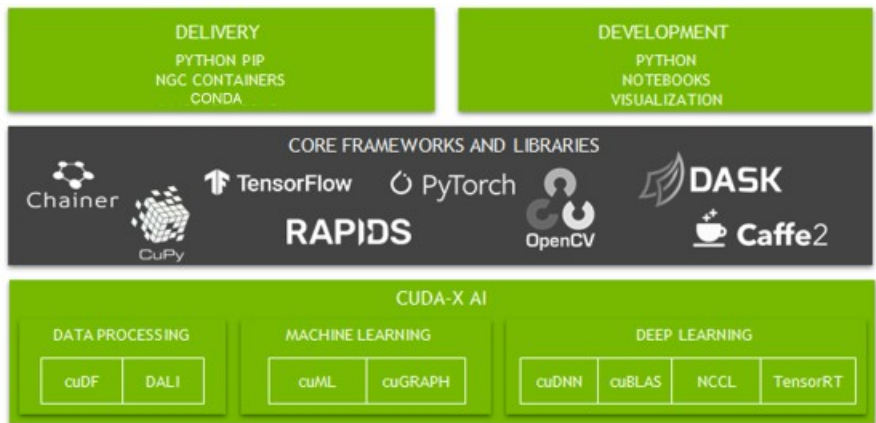 DELIVERY
PYTHON PIP
NGC CONTAINERS
CONDA
DEVELOPMENT
PYTHON
NOTEBOOKS
VISUALIZATION
CORE FRAMEWORKS AND LIBRARIES
Chainer
CuPy
TensorFlow
PyTorch
RAPIDS
OpenCV
DASK
Caffe2
CUDA-X AI
DATA PROCESSING
cuDF DALI
MACHINE LEARNING
cuML cuGRAPH
DEEP LEARNING
cuDNN cuBLAS NCCL TensorRT